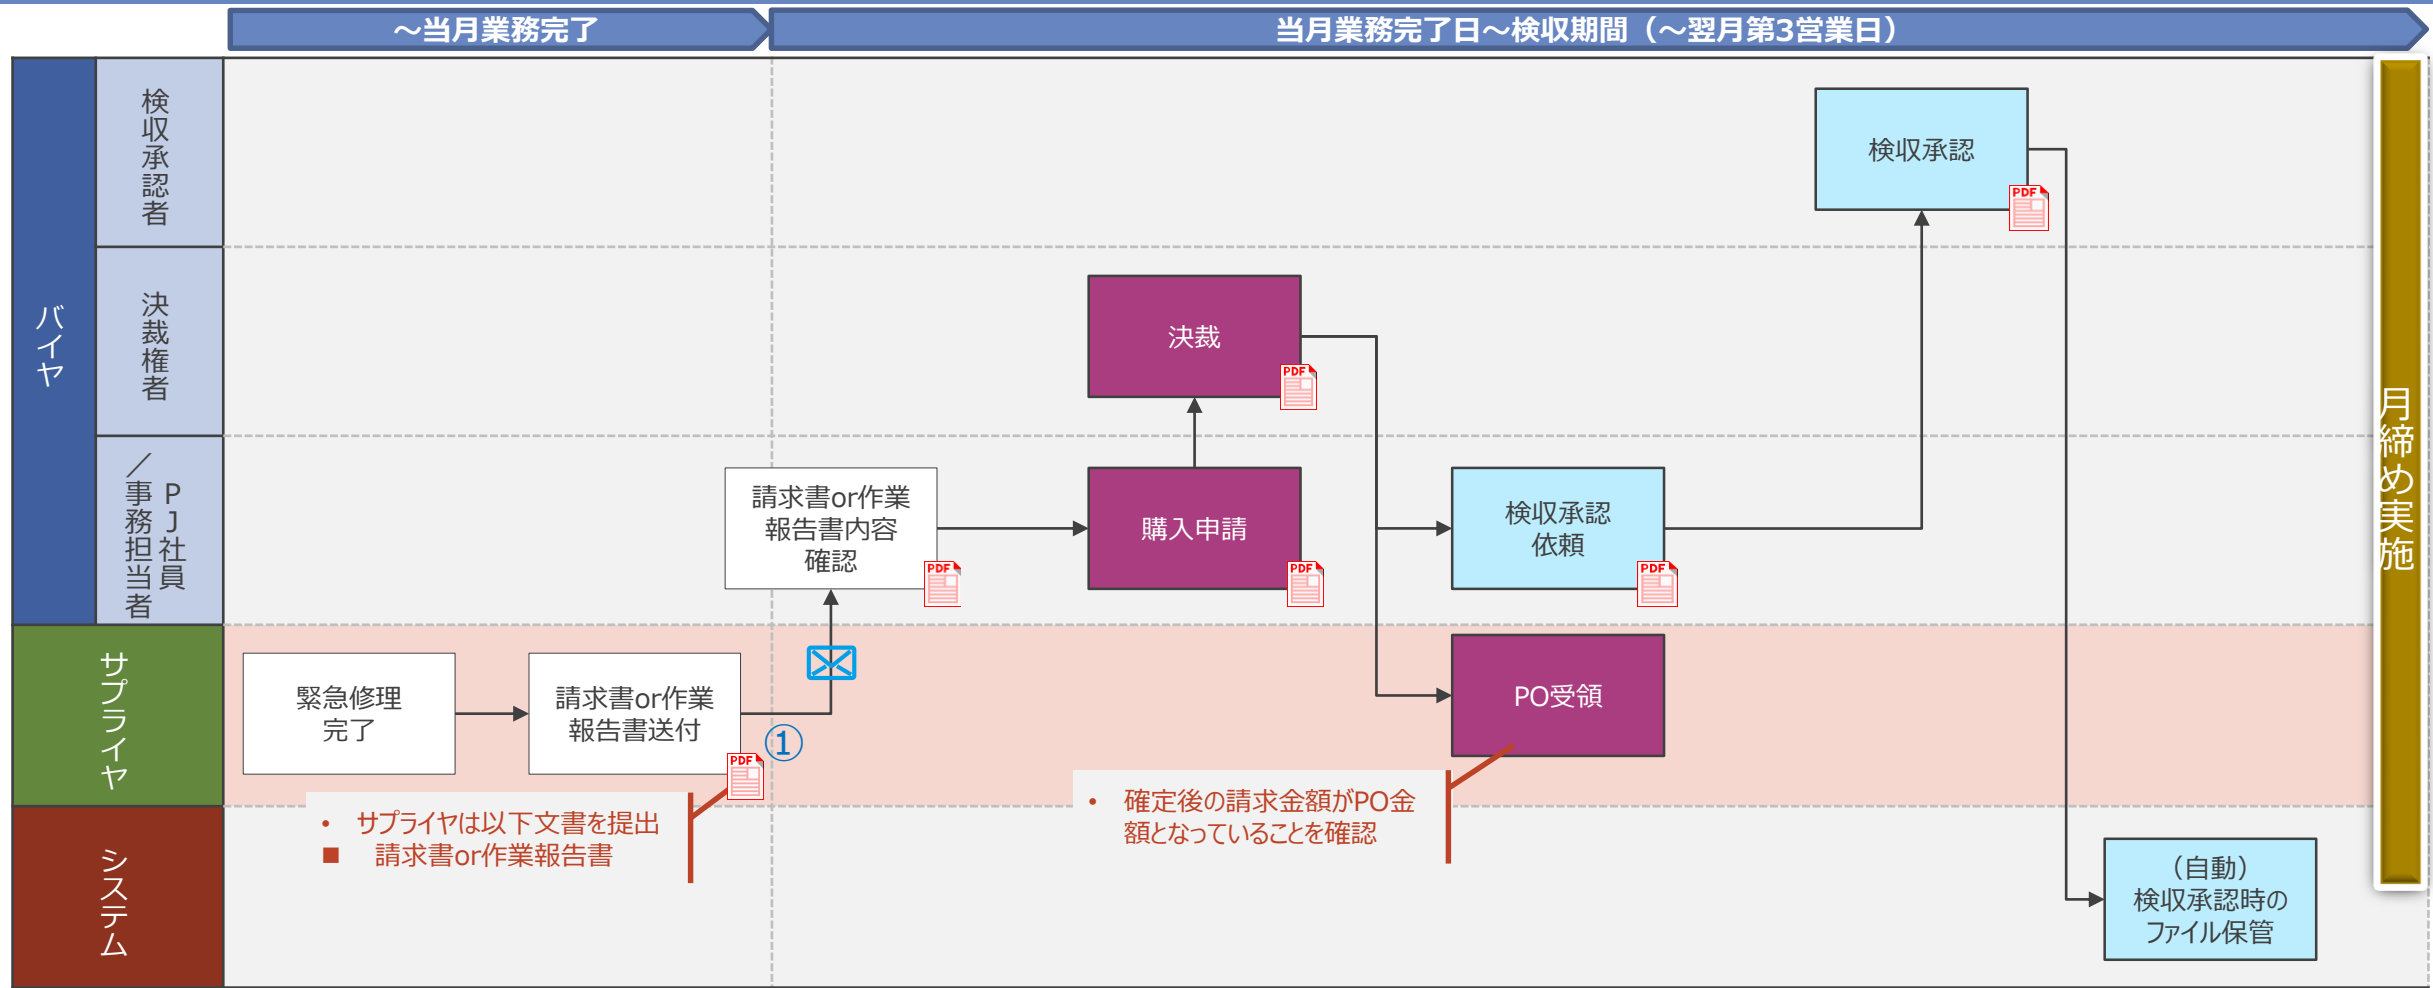 ～当月業務完了
当月業務完了日～検収期間（～翌月第3営業日）
バイヤ
検収承認者
検収承認
PDF
決裁権者
決裁
PDF
PJ社員
／事務担当者
請求書or作業
報告書内容
確認
PDF
購入申請
PDF
検収承認
依頼
PDF
サプライヤ
緊急修理
完了
請求書or作業
報告書送付
PDF
①
PO受領
• サプライヤは以下文書を提出
■ 請求書or作業報告書
• 確定後の請求金額がPO金
額となっていることを確認
システム
（自動）
検収承認時の
ファイル保管
月締め実施